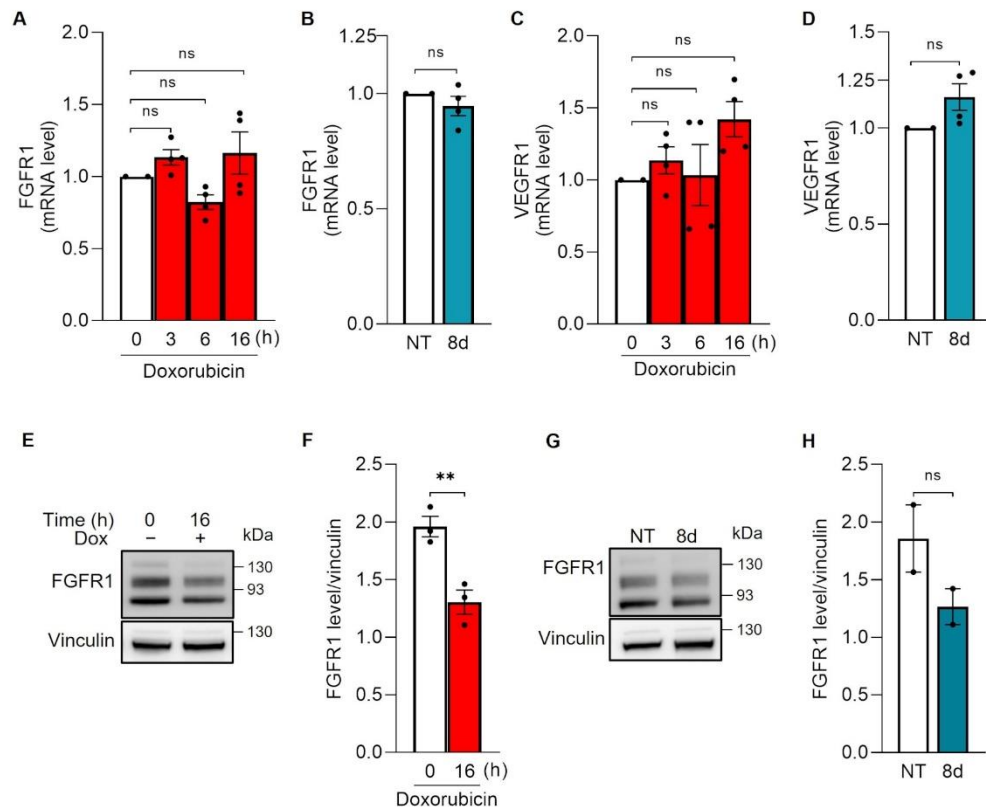 A
FGFR1
(mRNA level)
2.0
1.5
1.0
0.5
0.0
ns
ns
ns
0 3 6 16 (h)
Doxorubicin
B
FGFR1
(mRNA level)
1.25
1.0
0.5
0.0
ns
NT 8d
C
VEGFR1
(mRNA level)
2.0
1.5
1.0
0.5
0.0
ns
ns
ns
0 3 6 16 (h)
Doxorubicin
D
VEGFR1
(mRNA level)
1.5
1.25
1.0
0.5
0.0
ns
NT 8d
E
Time (h) 0 16
Dox – + kDa
FGFR1
130
93
Vinculin
130
F
FGFR1 level/vinculin
2.5
2.0
1.5
1.0
0.5
0.0
**
0 16 (h)
Doxorubicin
G
NT 8d kDa
FGFR1
130
93
Vinculin
130
H
FGFR1 level/vinculin
2.5
2.0
1.5
1.0
0.5
0.0
ns
NT 8d